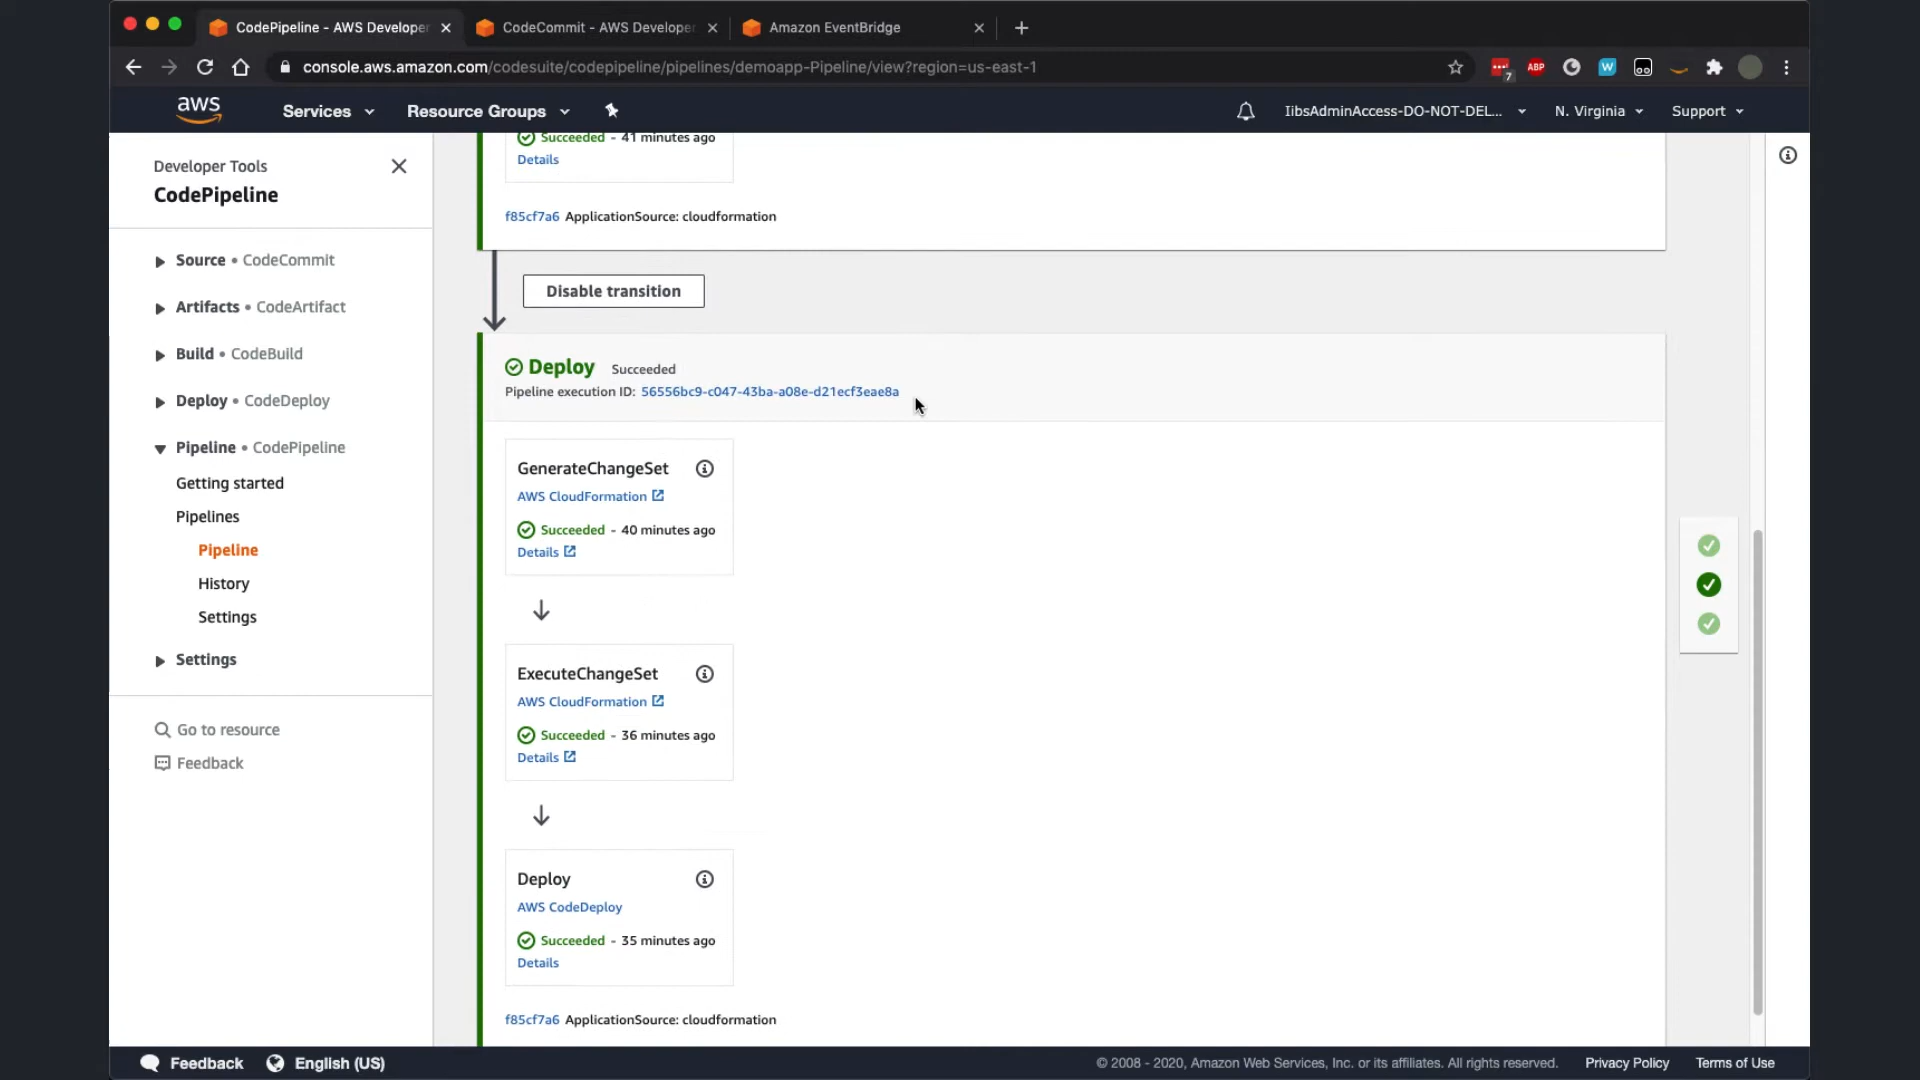 CodePipeline - AWS Developer
CodeCommit - AWS Developer
Amazon EventBridge
console.aws.amazon.com/codesuite/codepipeline/pipelines/demoapp-Pipeline/view?region=us-east-1
7
ABP
W
aws
Services
Resource Groups
IibsAdminAccess-DO-NOT-DEL...
N. Virginia
Support
Developer Tools
CodePipeline
Source • CodeCommit
Artifacts • CodeArtifact
Build • CodeBuild
Deploy • CodeDeploy
Pipeline • CodePipeline
Getting started
Pipelines
Pipeline
History
Settings
Settings
Go to resource
Feedback
Succeeded - 41 minutes ago
Details
f85cf7a6 ApplicationSource: cloudformation
Disable transition
Deploy Succeeded
Pipeline execution ID: 56556bc9-c047-43ba-a08e-d21ecf3eae8a
GenerateChangeSet
AWS CloudFormation
Succeeded - 40 minutes ago
Details
ExecuteChangeSet
AWS CloudFormation
Succeeded - 36 minutes ago
Details
Deploy
AWS CodeDeploy
Succeeded - 35 minutes ago
Details
f85cf7a6 ApplicationSource: cloudformation
Feedback
English (US)
© 2008 - 2020, Amazon Web Services, Inc. or its affiliates. All rights reserved.
Privacy Policy
Terms of Use